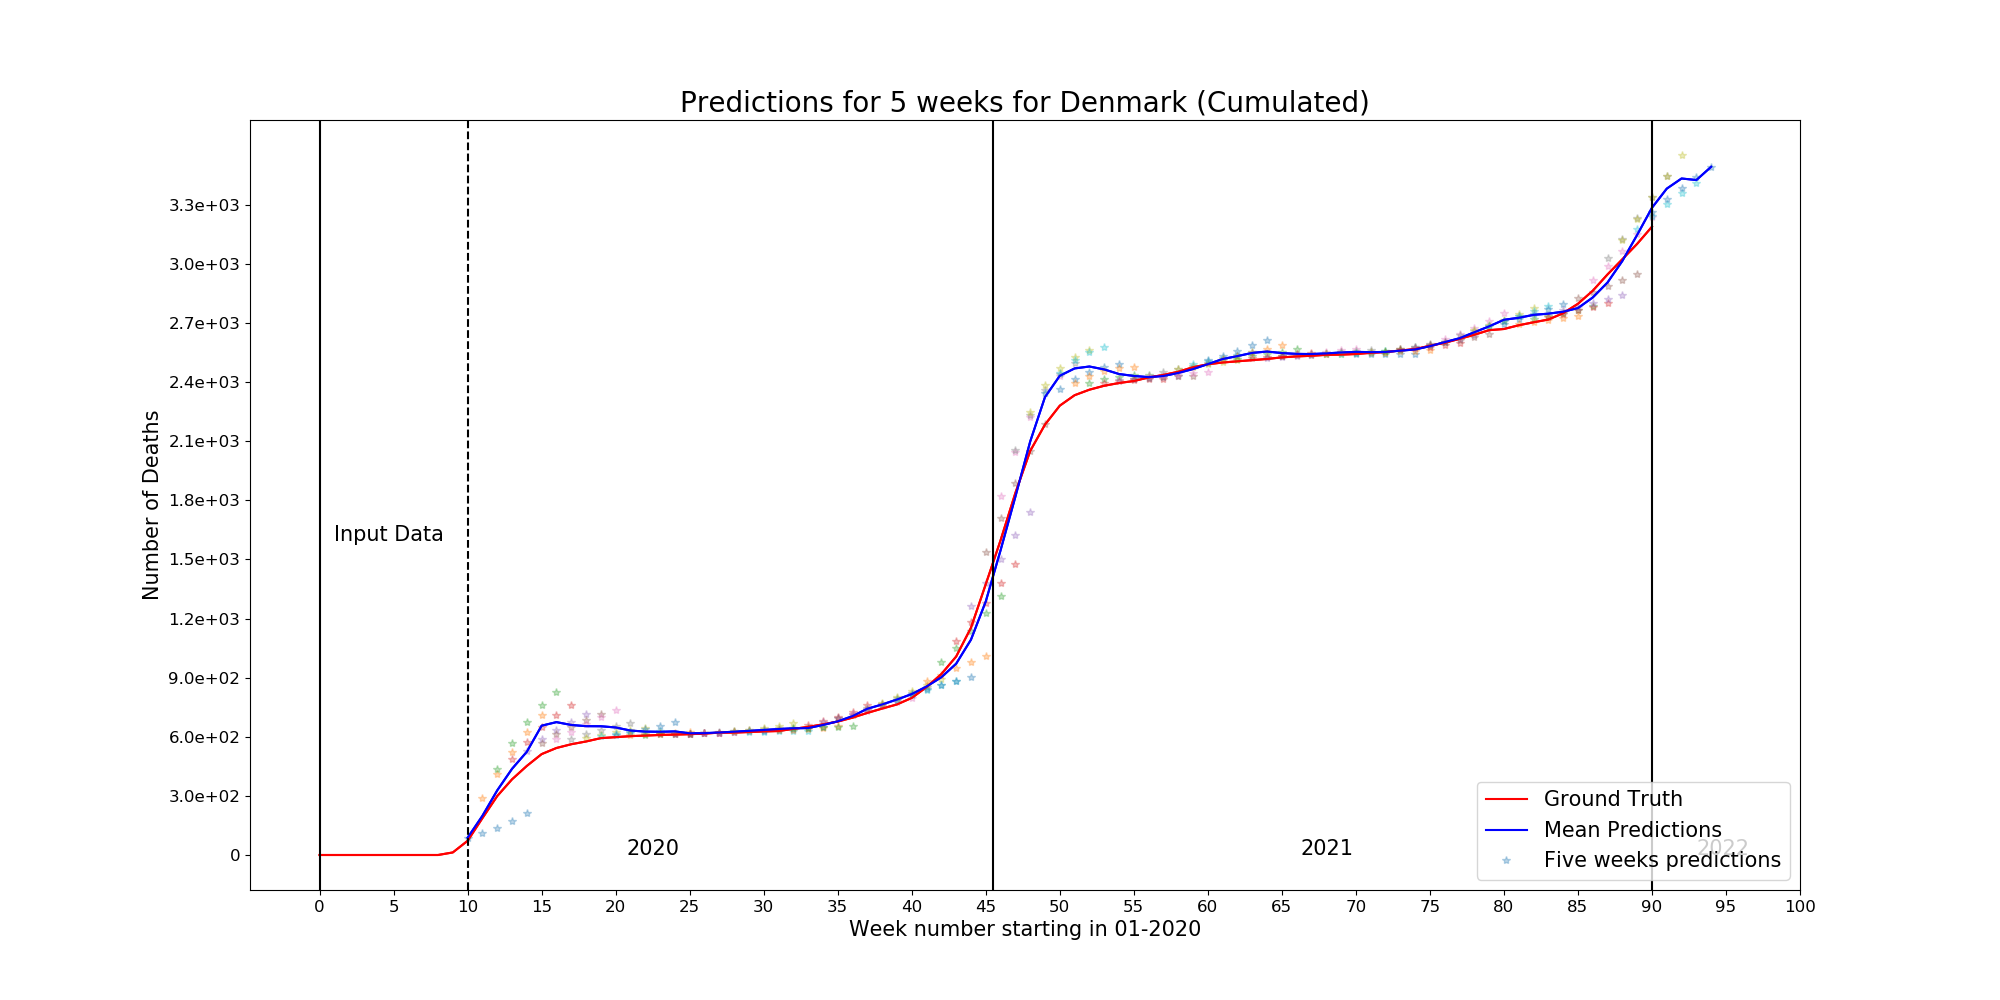 Predictions for 5 weeks for Denmark (Cumulated)
Number of Deaths
3.3e+03
3.0e+03
2.7e+03
2.4e+03
2.1e+03
1.8e+03
1.5e+03
1.2e+03
9.0e+02
6.0e+02
3.0e+02
0
Input Data
2020
2021
2022
Ground Truth
Mean Predictions
Five weeks predictions
0 5 10 15 20 25 30 35 40 45 50 55 60 65 70 75 80 85 90 95 100
Week number starting in 01-2020